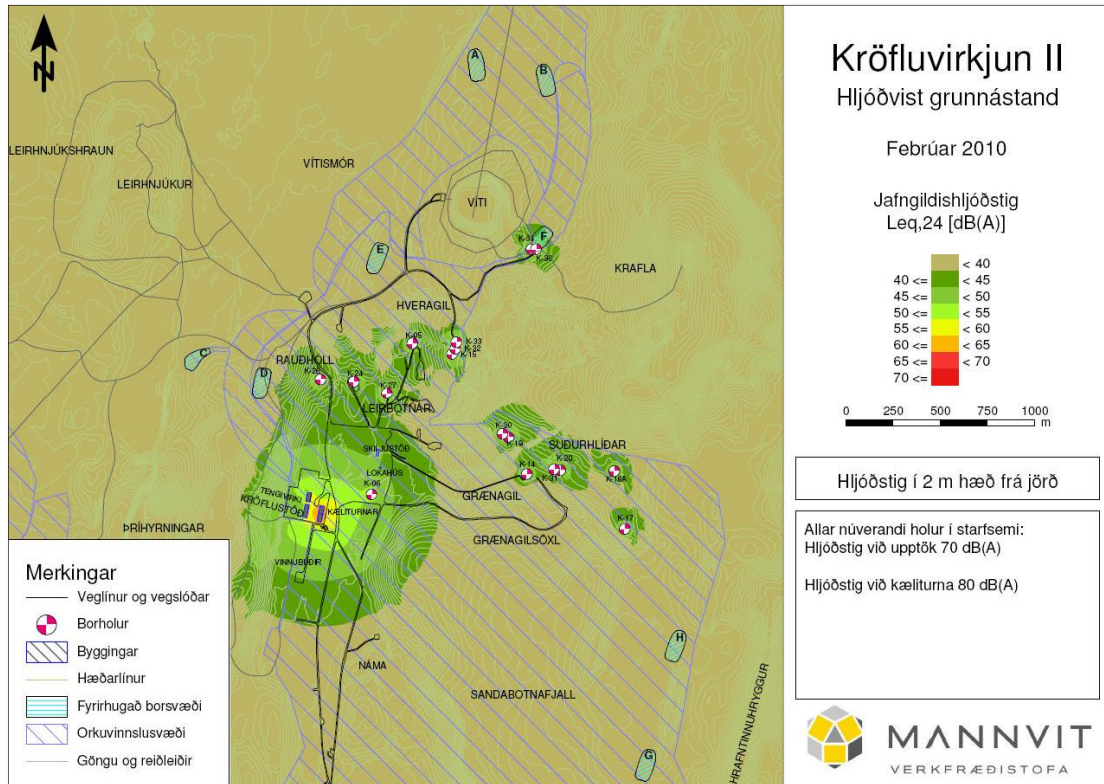 N
A
B
LEIRHNJÚKSHRAUN
VÍTISMÓR
LEIRHNJÚKUR
VÍTI
F
K-34
K-36
E
KRAFLA
HVERAGIL
K-05
K-33
K-32
K-15
C
RAUÐHÓLL
D
K-26
K-24
K-27
LEIRBOTNAR
K-30
K-19
SUÐURHLÍÐAR
SKILJUSTÖÐ
K-20
K-14
K-31
K-16A
LOKAHÚS
K-06
GRÆNAGIL
TENGIVIRKI
KRÖFLUSTÖÐ
KÆLITURNAR
ÞRÍHYRNINGAR
GRÆNAGILSÖXL
K-17
VINNUBÚÐIR
H
NÁMA
SANDABOTNAFJALL
HRAFNTINNUHRYGGUR
G
Merkingar
Veglínur og vegslóðar
Borholur
Byggingar
Hæðarlínur
Fyrirhugað borsvæði
Orkuvinnslusvæði
Göngu og reiðleiðir
Kröfluvirkjun II
Hljóðvist grunnástand
Febrúar 2010
Jafngildishljóðstig
Leq,24 [dB(A)]
< 40
40 <= < 45
45 <= < 50
50 <= < 55
55 <= < 60
60 <= < 65
65 <= < 70
70 <=
0 250 500 750 1000
m
Hljóðstig í 2 m hæð frá jörð
Allar núverandi holur í starfsemi:
Hljóðstig við upptök 70 dB(A)
Hljóðstig við kæliturna 80 dB(A)
MANNVIT
VERKFRÆÐISTOFA